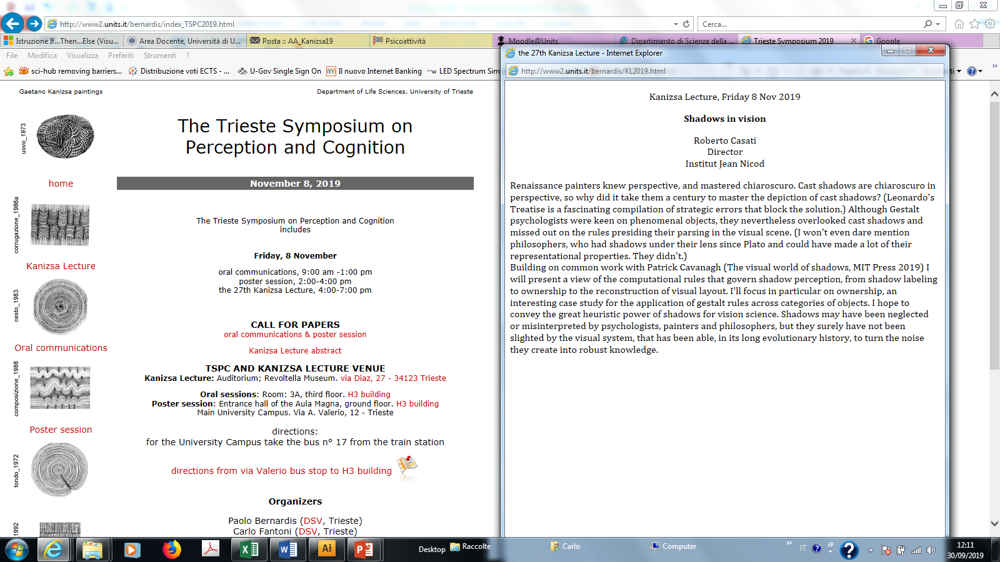 http://www2.units.it/bernardis/index_TSPC2019.html
Cerca...
Istruzione If...Then...Else (Visu...
Area Docente, Università di U...
Posta :: AA_Kanizsa19
Psicoattività
Moodle@Units
Dipartimento di Scienze della ...
Trieste Symposium 2019
Google
File Modifica Visualizza Preferiti Strumenti ?
sci-hub removing barriers...
Distribuzione voti ECTS - ...
U-Gov Single Sign On
Il nuovo Internet Banking
LED Spectrum Sim
Gaetano Kanizsa paintings
Department of Life Sciences, University of Trieste
uovo_1973
home
corrugazione_1986a
Kanizsa Lecture
cesto_1983
Oral communications
composizione_1986
Poster session
tondo_1972
1992
The Trieste Symposium on
Perception and Cognition
November 8, 2019
The Trieste Symposium on Perception and Cognition
includes
Friday, 8 November
oral communications, 9:00 am -1:00 pm
poster session, 2:00-4:00 pm
the 27th Kanizsa Lecture, 4:00-7:00 pm
CALL FOR PAPERS
oral communications & poster session
Kanizsa Lecture abstract
TSPC AND KANIZSA LECTURE VENUE
Kanizsa Lecture: Auditorium; Revoltella Museum. via Diaz, 27 - 34123 Trieste
Oral sessions: Room: 3A, third floor. H3 building
Poster session: Entrance hall of the Aula Magna, ground floor. H3 building
Main University Campus. Via A. Valerio, 12 - Trieste
directions:
for the University Campus take the bus n° 17 from the train station
directions from via Valerio bus stop to H3 building
Organizers
Paolo Bernardis (DSV, Trieste)
Carlo Fantoni (DSV, Trieste)
the 27th Kanizsa Lecture - Internet Explorer
http://www2.units.it/bernardis/KL2019.html
Kanizsa Lecture, Friday 8 Nov 2019
Shadows in vision
Roberto Casati
Director
Institut Jean Nicod
Renaissance painters knew perspective, and mastered chiaroscuro. Cast shadows are chiaroscuro in
perspective, so why did it take them a century to master the depiction of cast shadows? (Leonardo's
Treatise is a fascinating compilation of strategic errors that block the solution.) Although Gestalt
psychologists were keen on phenomenal objects, they nevertheless overlooked cast shadows and
missed out on the rules presiding their parsing in the visual scene. (I won't even dare mention
philosophers, who had shadows under their lens since Plato and could have made a lot of their
representational properties. They didn't.)
Building on common work with Patrick Cavanagh (The visual world of shadows, MIT Press 2019) I
will present a view of the computational rules that govern shadow perception, from shadow labeling
to ownership to the reconstruction of visual layout. I'll focus in particular on ownership, an
interesting case study for the application of gestalt rules across categories of objects. I hope to
convey the great heuristic power of shadows for vision science. Shadows may have been neglected
or misinterpreted by psychologists, painters and philosophers, but they surely have not been
slighted by the visual system, that has been able, in its long evolutionary history, to turn the noise
they create into robust knowledge.
Desktop
Raccolte
Carlo
Computer
IT
12:11
30/09/2019